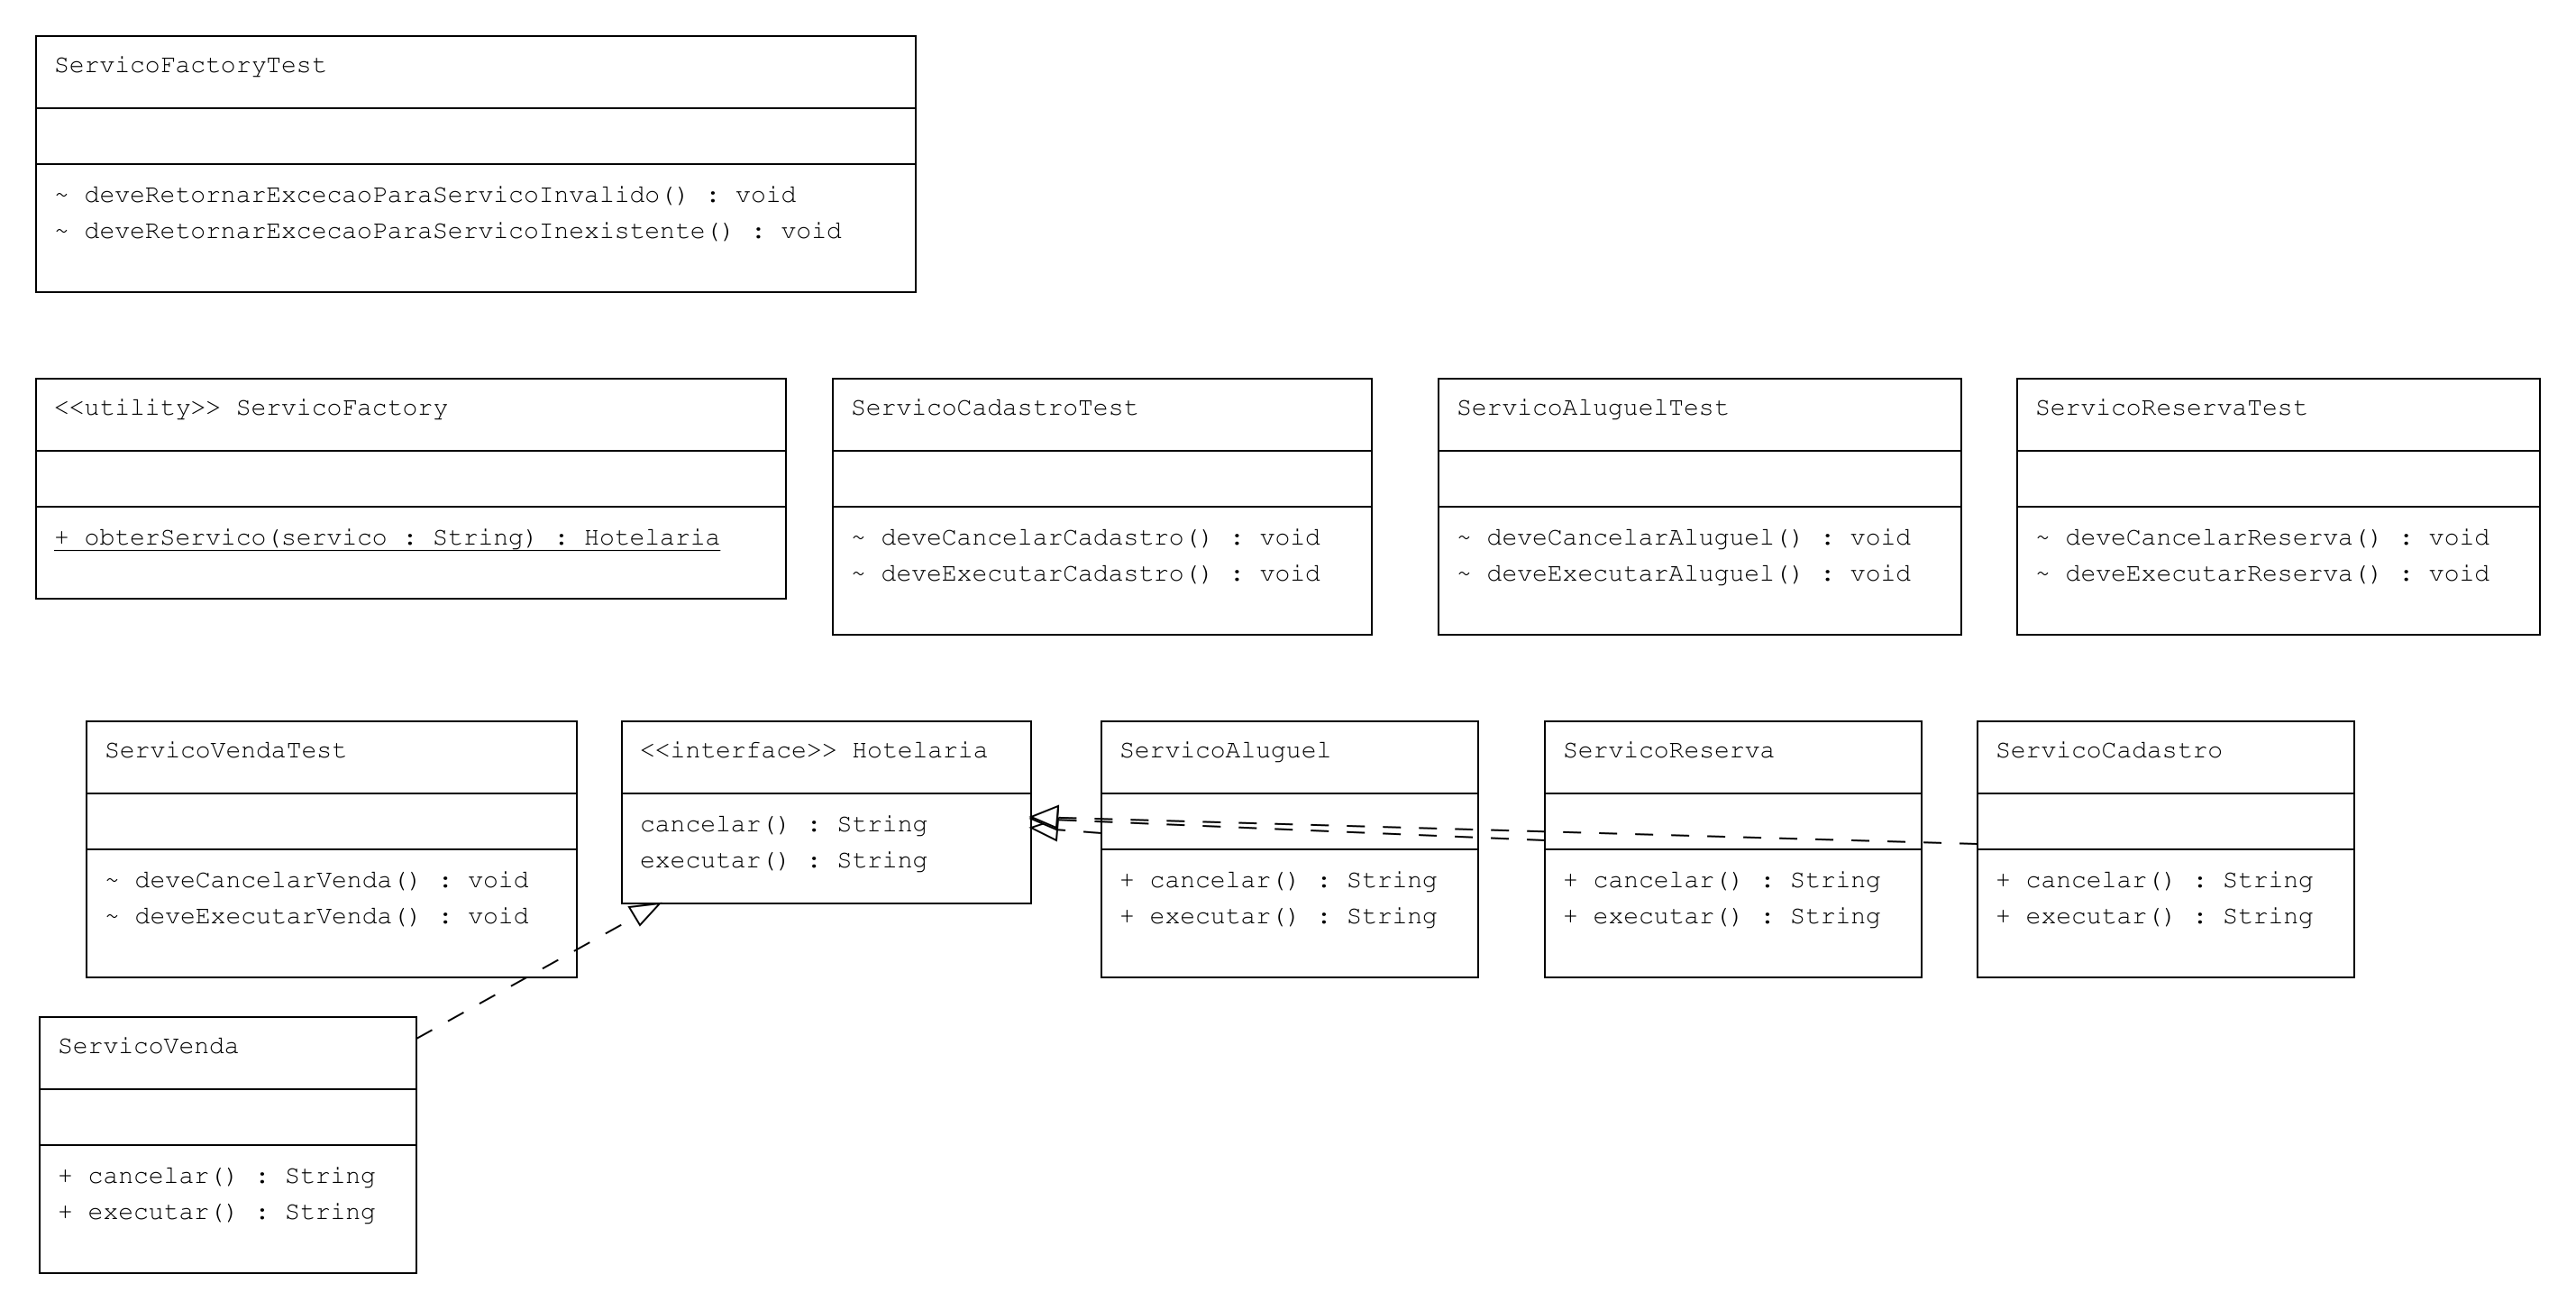 ServicoFactoryTest
~ deveRetornarExcecaoParaServicoInvalido() : void
~ deveRetornarExcecaoParaServicoInexistente() : void
<<utility>> ServicoFactory
+ obterServico(servico : String) : Hotelaria
ServicoCadastroTest
~ deveCancelarCadastro() : void
~ deveExecutarCadastro() : void
ServicoAluguelTest
~ deveCancelarAluguel() : void
~ deveExecutarAluguel() : void
ServicoReservaTest
~ deveCancelarReserva() : void
~ deveExecutarReserva() : void
ServicoVendaTest
~ deveCancelarVenda() : void
~ deveExecutarVenda() : void
<<interface>> Hotelaria
cancelar() : String
executar() : String
ServicoAluguel
+ cancelar() : String
+ executar() : String
ServicoReserva
+ cancelar() : String
+ executar() : String
ServicoCadastro
+ cancelar() : String
+ executar() : String
ServicoVenda
+ cancelar() : String
+ executar() : String